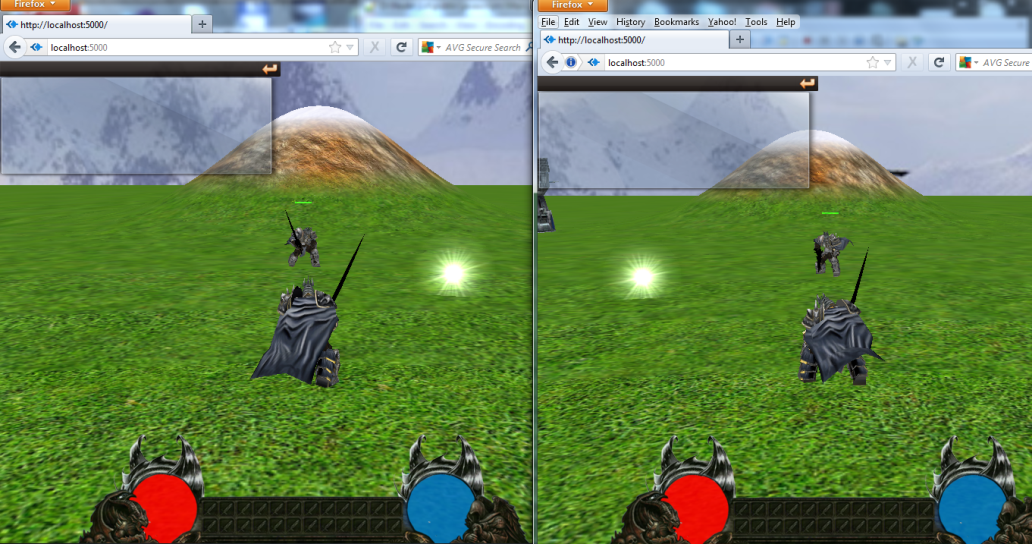 Firefox
http://localhost:5000/
localhost:5000
AVG Secure Search
Firefox
File Edit View History Bookmarks Yahoo! Tools Help
http://localhost:5000/
localhost:5000
AVG Secure